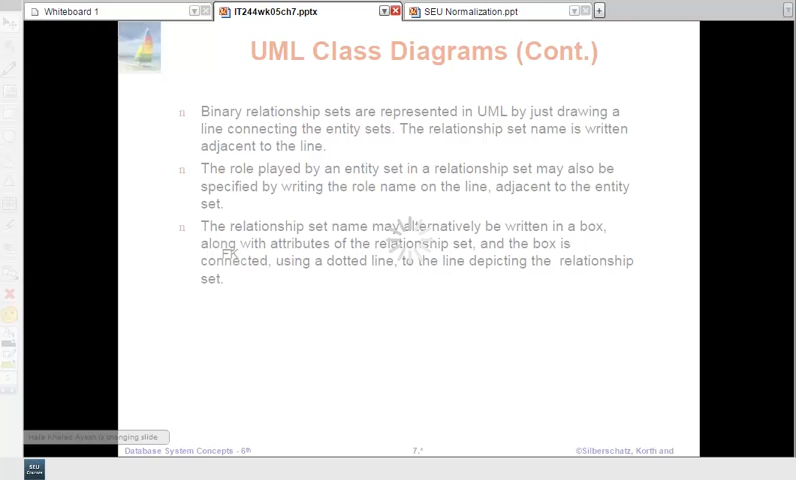 Whiteboard 1
IT244wk05ch7.pptx
SEU Normalization.ppt
UML Class Diagrams (Cont.)
n Binary relationship sets are represented in UML by just drawing a
line connecting the entity sets. The relationship set name is written
adjacent to the line.
n The role played by an entity set in a relationship set may also be
specified by writing the role name on the line, adjacent to the entity
set.
n The relationship set name may alternatively be written in a box,
along with attributes of the relationship set, and the box is
FK
connected, using a dotted line, to the line depicting the relationship
set.
is changing slide
Database System Concepts - 6th
7.*
©Silberschatz, Korth and
SEU